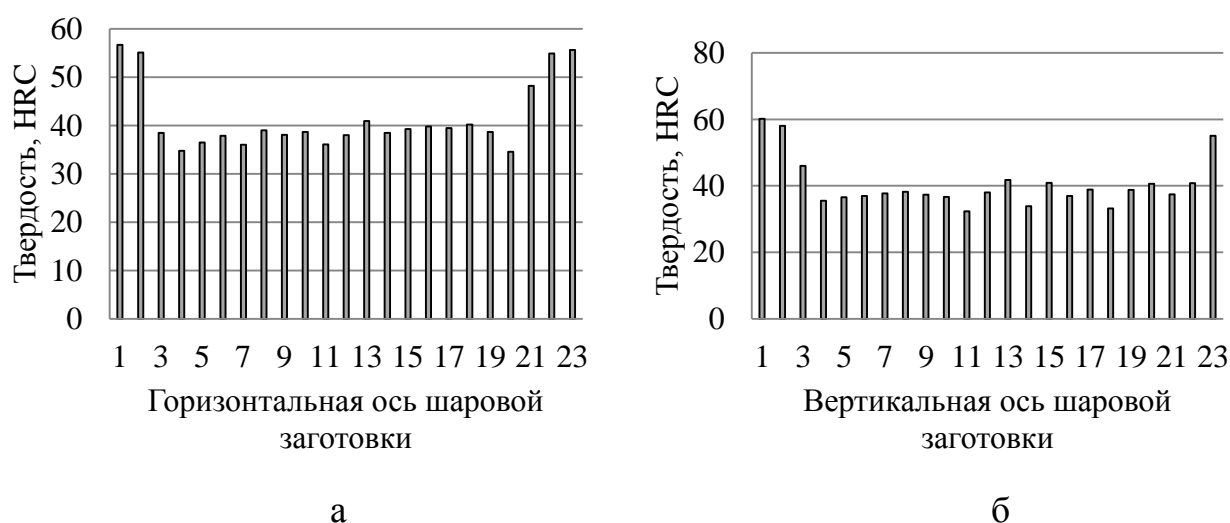 Твердость, HRC
60
50
40
30
20
10
0
1 3 5 7 9 11 13 15 17 19 21 23
Горизонтальная ось шаровой
заготовки
а
Твердость, HRC
80
60
40
20
0
1 3 5 7 9 11 13 15 17 19 21 23
Вертикальная ось шаровой
заготовки
б